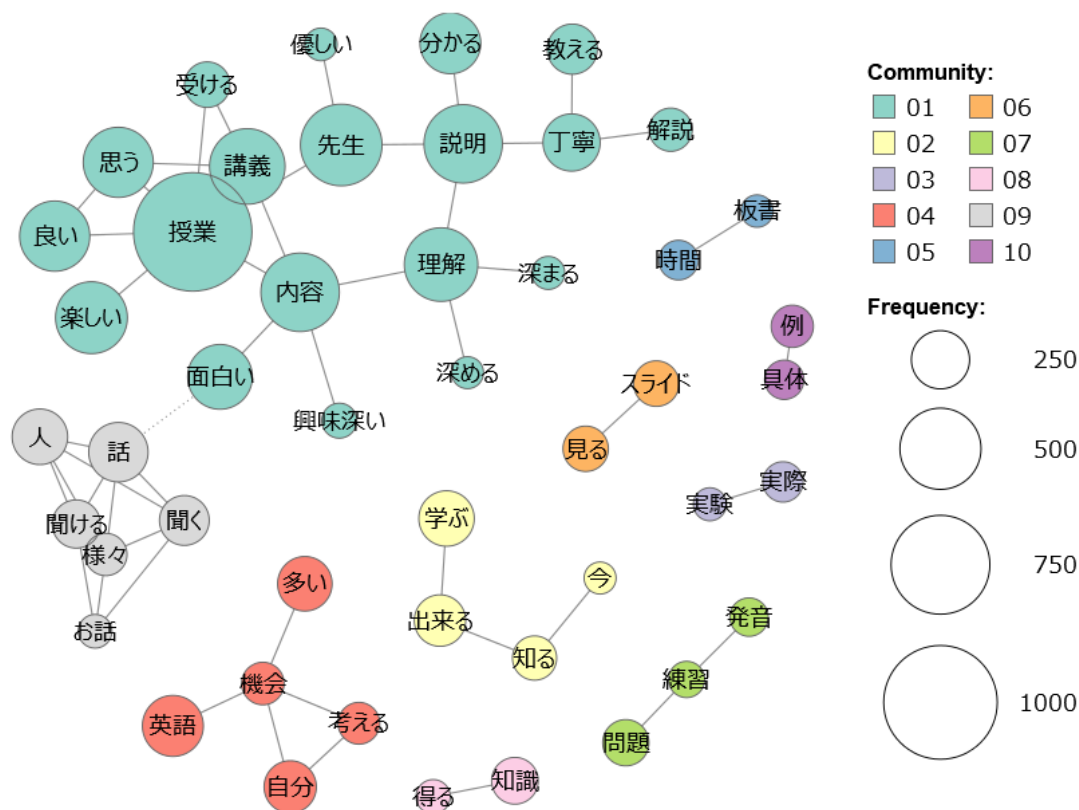 優しい
分かる
教える
受ける
解説
先生
説明
丁寧
思う
講義
良い
授業
板書
時間
理解
深まる
内容
楽しい
例
面白い
深める
スライド
具体
興味深い
人
話
見る
実際
実験
聞ける
聞く
様々
学ぶ
多い
今
お話
出来る
知る
発音
機会
練習
英語
考える
問題
自分
知識
得る
Community:
01 06
02 07
03 08
04 09
05 10
Frequency:
250
500
750
1000